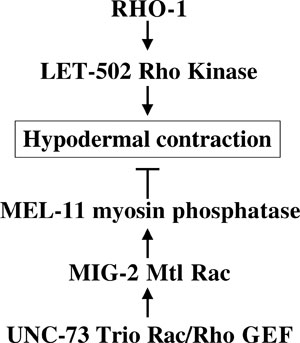 RHO-1
LET-502 Rho Kinase
Hypodermal contraction
MEL-11 myosin phosphatase
MIG-2 Mtl Rac
UNC-73 Trio Rac/Rho GEF